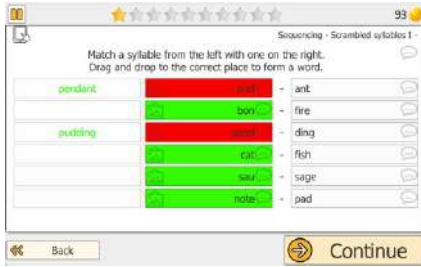 93
Sequencing - Scrambled syllables I -
Match a syllable from the left with one on the right.
Drag and drop to the correct place to form a word.
pendant - ant
bon - fire
pudding - ding
cat - fish
sau - sage
note - pad
Back
Continue